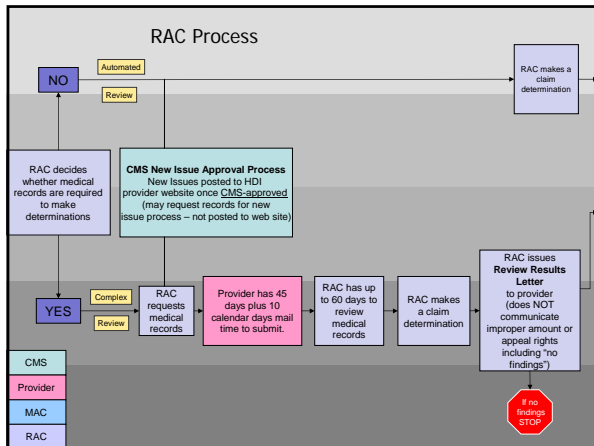 RAC Process
NO
Automated
Review
RAC makes a
claim
determination
RAC decides
whether medical
records are required
to make
determinations
CMS New Issue Approval Process
New Issues posted to HDI
provider website once CMS-approved
(may request records for new
issue process – not posted to web site)
YES
Complex
Review
RAC
requests
medical
records
Provider has 45
days plus 10
calendar days mail
time to submit.
RAC has up
to 60 days to
review medical
records
RAC makes
a claim
determination
RAC issues
Review Results
Letter
to provider
(does NOT
communicate
improper amount or
appeal rights
including “no
findings”)
If no
findings
STOP
CMS
Provider
MAC
RAC